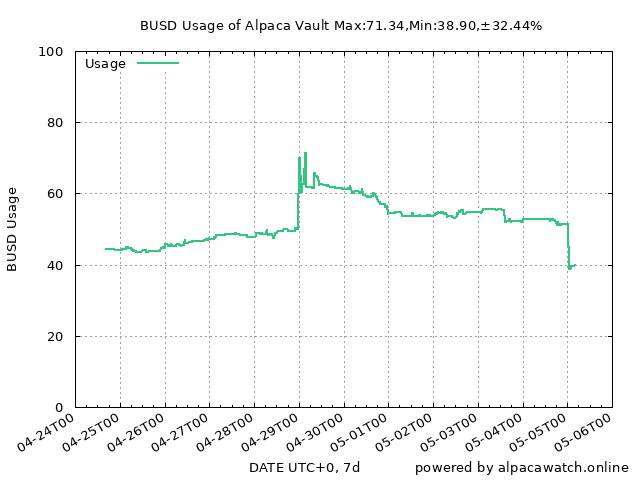 BUSD Usage of Alpaca Vault Max:71.34,Min:38.90,±32.44%
Usage
100
80
60
40
20
0
BUSD Usage
04-24T00
04-25T00
04-26T00
04-27T00
04-28T00
04-29T00
04-30T00
05-01T00
05-02T00
05-03T00
05-04T00
05-05T00
05-06T00
DATE UTC+0, 7d
powered by alpacawatch.online